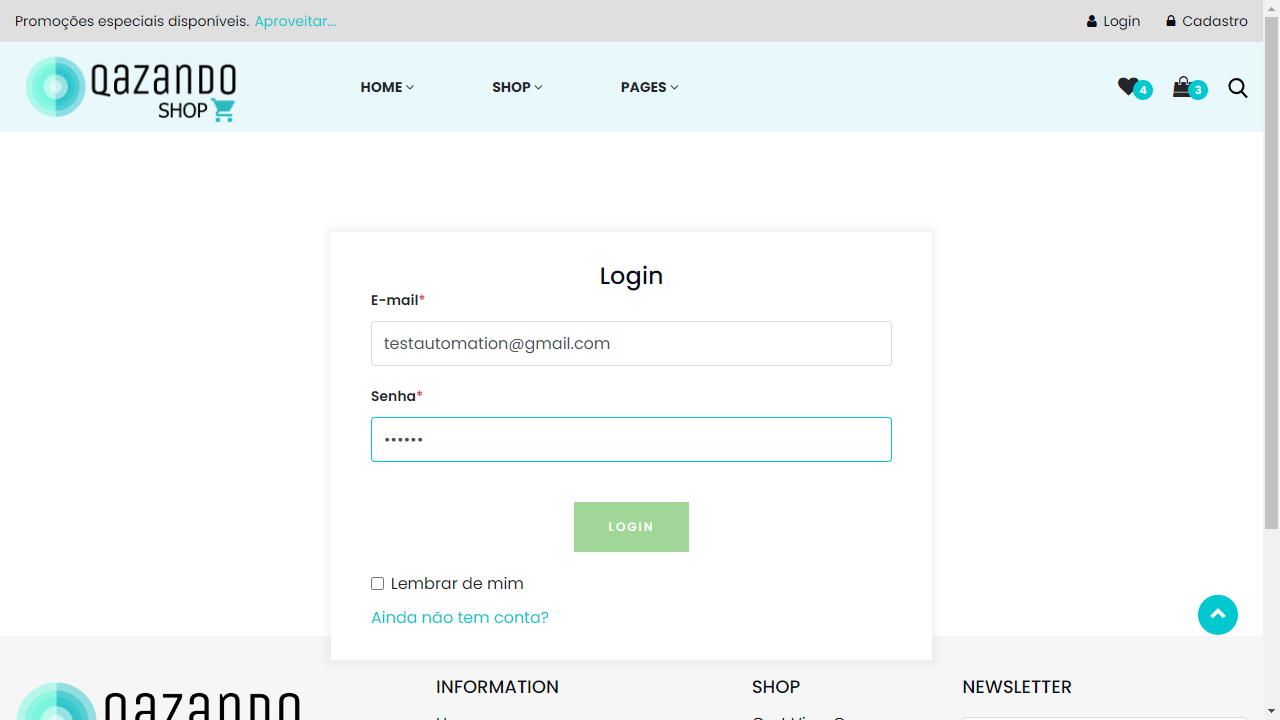 Promoções especiais disponíveis. Aproveitar...
Login
Cadastro
QAZANDO
SHOP
HOME
SHOP
PAGES
4
3
Login
E-mail*
testautomation@gmail.com
Senha*
••••••
LOGIN
Lembrar de mim
Ainda não tem conta?
QAZANDO
INFORMATION
SHOP
NEWSLETTER